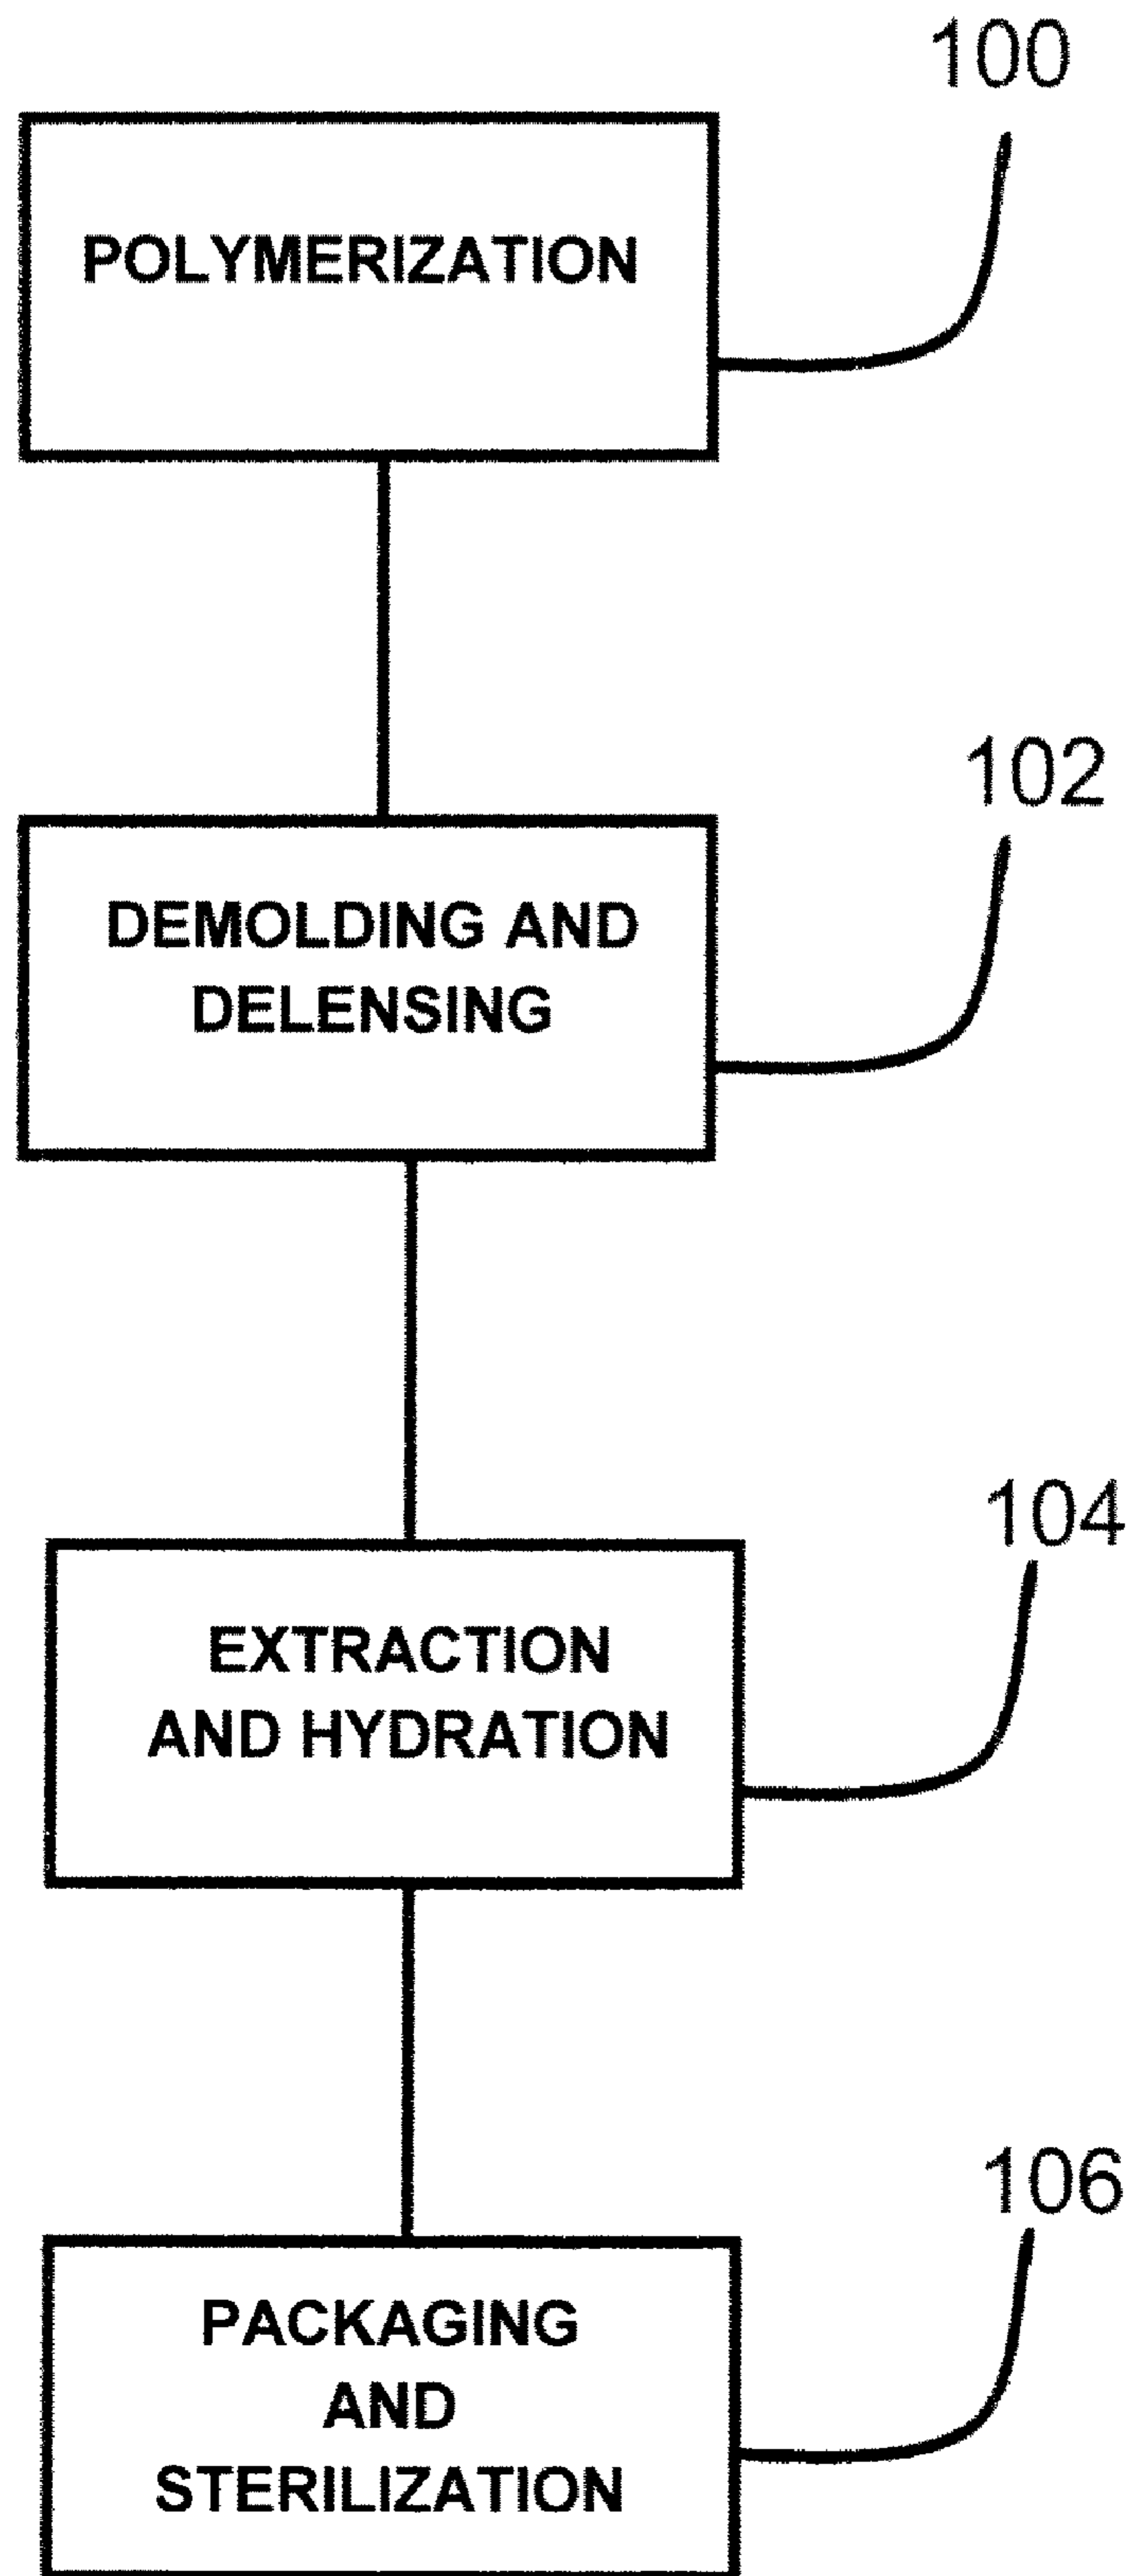 100
POLYMERIZATION
102
DEMOLDING AND
DELENSING
104
EXTRACTION
AND HYDRATION
106
PACKAGING
AND
STERILIZATION